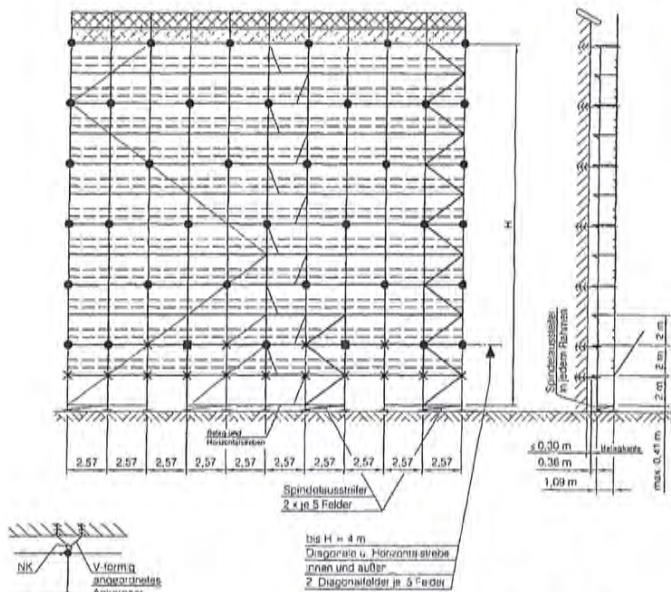 H
Spindelaussteifer
in jedem Rahmen
2 m
2 m
2 m
max. 0,41 m
Belag und
Horizontalstreben
≤ 0,30 m
0,36 m
1,09 m
Belagkante
2,57 2,57 2,57 2,57 2,57 2,57 2,57 2,57 2,57 2,57
Spindelaussteifer
2 x je 5 Felder
bis H = 4 m
Diagonale u. Horizontalstrebe
innen und außen
2 Diagonalfelder je 5 Felder
NK
V-förmig
angeordnetes